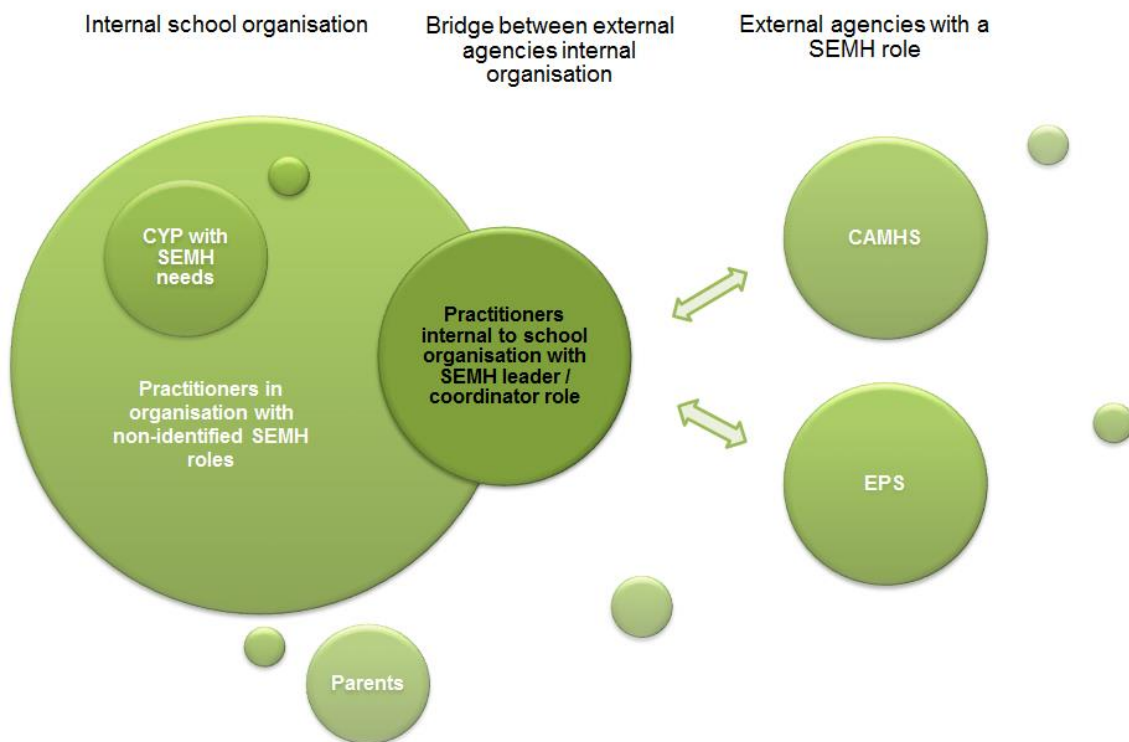 Internal school organisation
Bridge between external
agencies internal
organisation
External agencies with a
SEMH role
CYP with
SEMH
needs
Practitioners in
organisation with
non-identified SEMH
roles
Practitioners
internal to school
organisation with
SEMH leader /
coordinator role
CAMHS
EPS
Parents